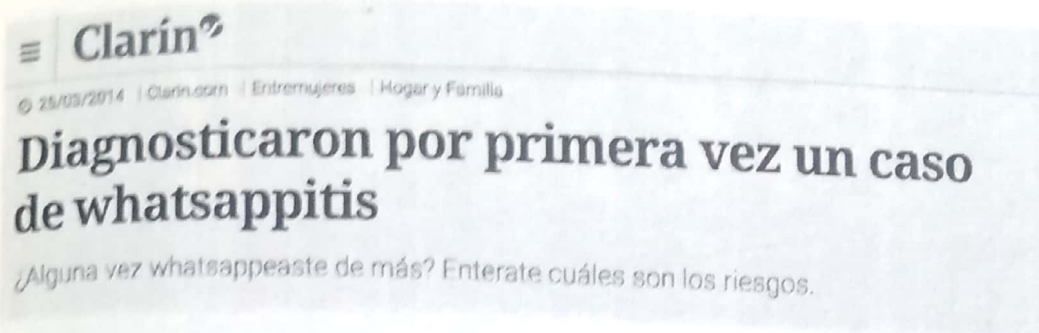 Clarín
25/03/2014 | Clarin.com | Entremujeres | Hogar y Familia
Diagnosticaron por primera vez un caso
de whatsappitis
¿Alguna vez whatsappeaste de más? Enterate cuáles son los riesgos.